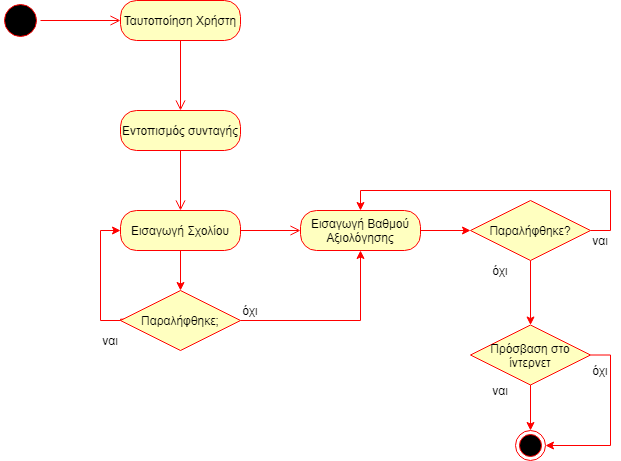 Ταυτοποίηση Χρήστη
Εντοπισμός συνταγής
Εισαγωγή Σχολίου
Εισαγωγή Βαθμού
Αξιολόγησης
Παραλήφθηκε?
ναι
όχι
Παραλήφθηκε;
όχι
ναι
Πρόσβαση στο
ίντερνετ
όχι
ναι